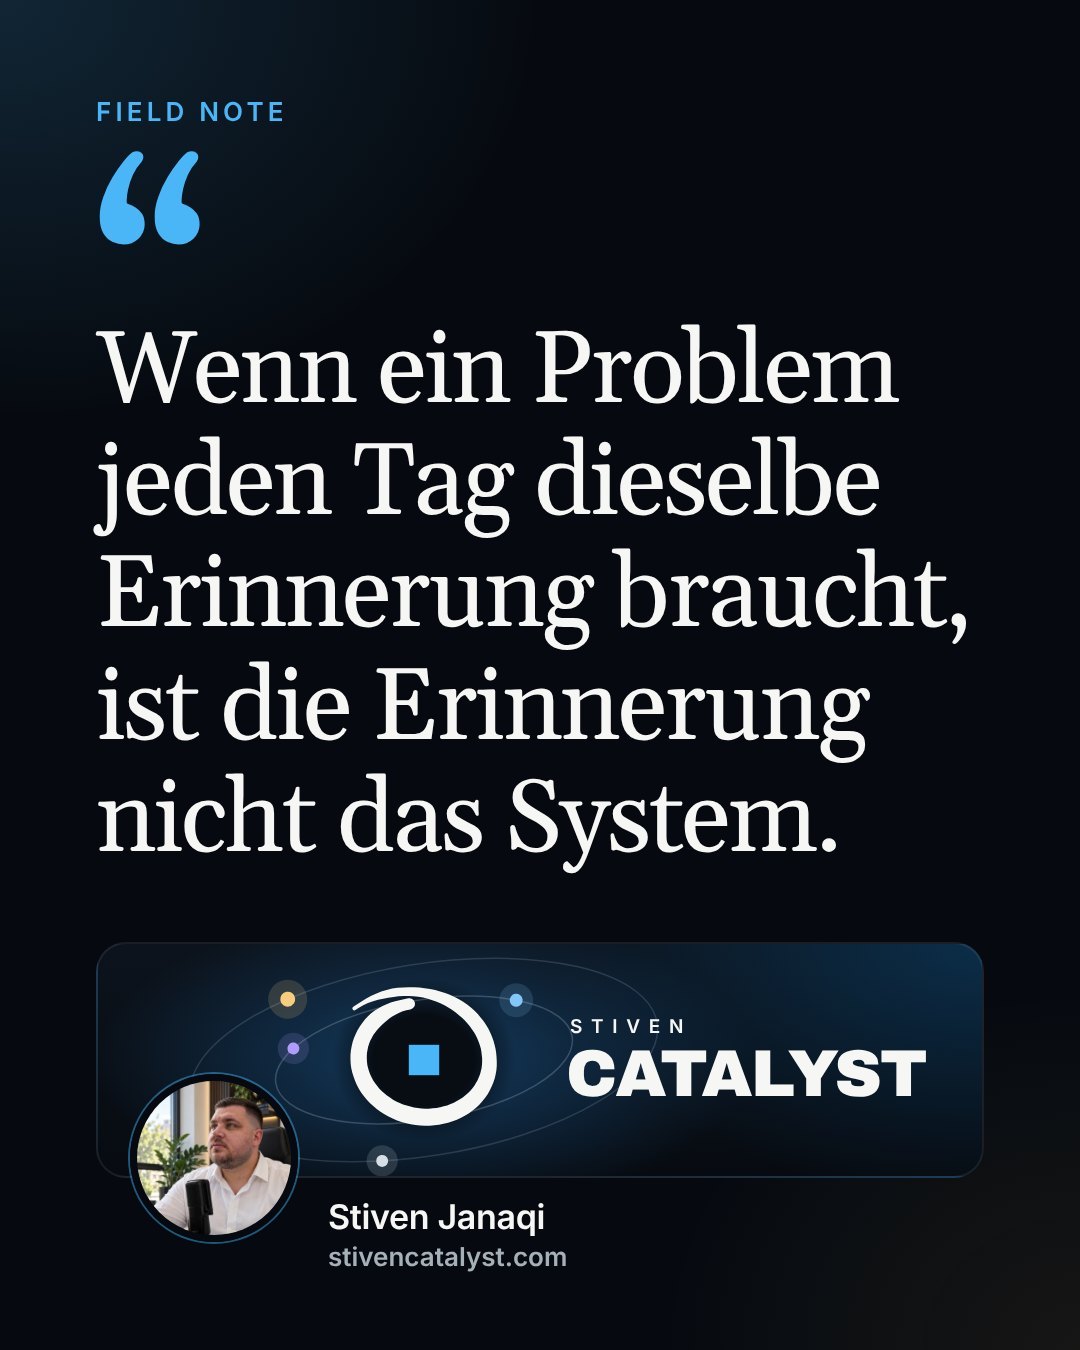 FIELD NOTE
“
Wenn ein Problem
jeden Tag dieselbe
Erinnerung braucht,
ist die Erinnerung
nicht das System.
STIVEN
CATALYST
Stiven Janaqi
stivencatalyst.com